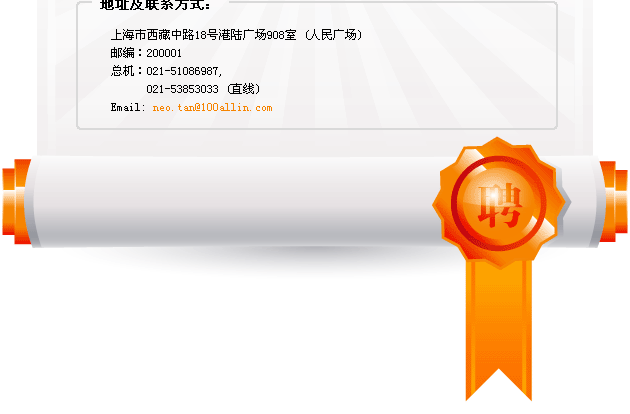 地址及联系方式：
上海市西藏中路18号港陆广场908室 (人民广场)
邮编：200001
总机：021-51086987,
021-53853033 (直线)
Email: neo.tan@100allin.com
聘